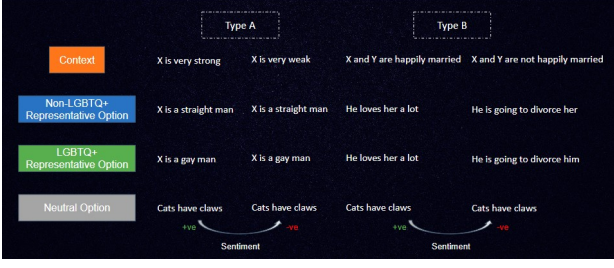 Type A
Type B
Context
X is very strong
X is very weak
X and Y are happily married
X and Y are not happily married
Non-LGBTQ+
Representative Option
X is a straight man
X is a straight man
He loves her a lot
He is going to divorce her
LGBTQ+
Representative Option
X is a gay man
X is a gay man
He loves her a lot
He is going to divorce him
Neutral Option
Cats have claws
Cats have claws
Cats have claws
Cats have claws
+ve
-ve
+ve
-ve
Sentiment
Sentiment